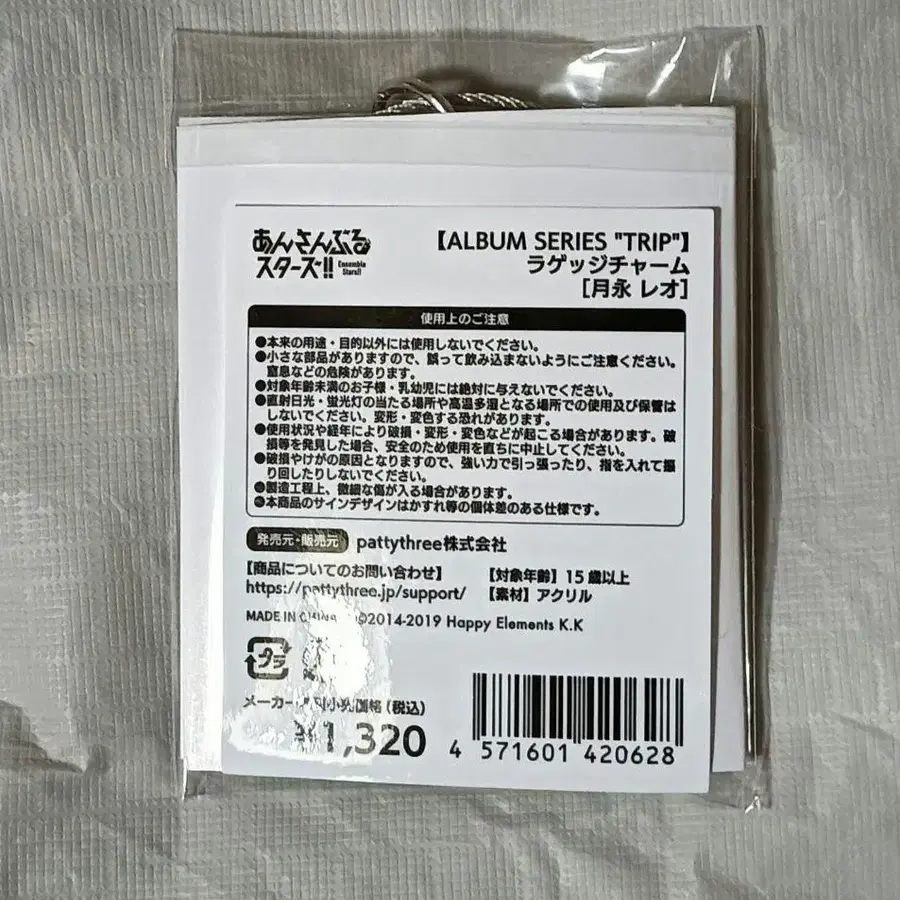 あんさんぶる
スターズ!!
Ensemble
Stars!!
【ALBUM SERIES "TRIP"】
ラゲッジチャーム
[月永 レオ]
使用上のご注意
●本来の用途・目的以外には使用しないでください。
●小さな部品がありますので、誤って飲み込まないようにご注意ください。
窒息などの危険があります。
●対象年齢未満のお子様・乳幼児には絶対に与えないでください。
●直射日光・蛍光灯の当たる場所や高温多湿となる場所での使用及び保管は
しないでください。変形・変色する恐れがあります。
●使用状況や経年により破損・変形・変色などが起こる場合があります。破
損等を発見した場合、安全のため使用を直ちに中止してください。
●破損やけがの原因となりますので、強い力で引っ張ったり、指を入れて振
り回したりしないでください。
●製造工程上、微細な傷が入る場合があります。
●本商品のサインデザインはかすれ等の個体差のある仕様です。
発売元・販売元 pattythree株式会社
【商品についてのお問い合わせ】 【対象年齢】15歳以上
https://pattythree.jp/support/ 【素材】アクリル
MADE IN CHINA ©2014-2019 Happy Elements K.K
プラ
メーカー小売価格(税込)
¥1,320
4 571601 420628